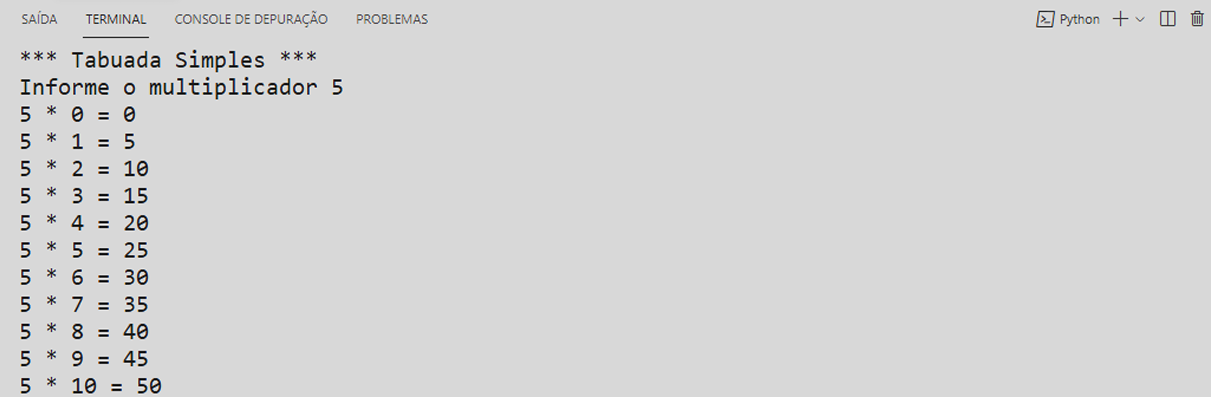 SAÍDA TERMINAL CONSOLE DE DEPURAÇÃO PROBLEMAS Python
*** Tabuada Simples ***
Informe o multiplicador 5
5 * 0 = 0
5 * 1 = 5
5 * 2 = 10
5 * 3 = 15
5 * 4 = 20
5 * 5 = 25
5 * 6 = 30
5 * 7 = 35
5 * 8 = 40
5 * 9 = 45
5 * 10 = 50